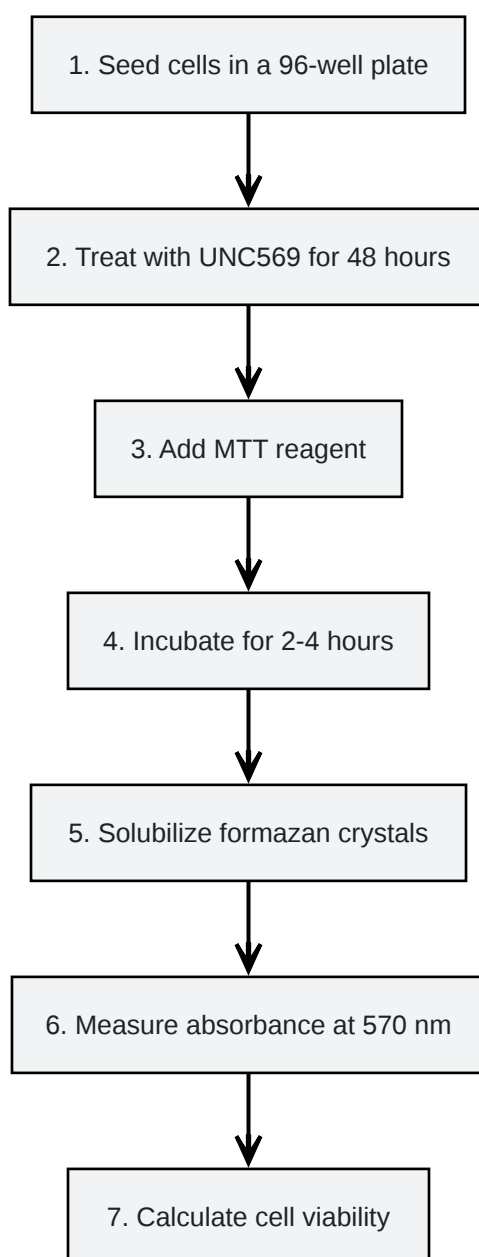 1. Seed cells in a 96-well plate
2. Treat with UNC569 for 48 hours
3. Add MTT reagent
4. Incubate for 2-4 hours
5. Solubilize formazan crystals
6. Measure absorbance at 570 nm
7. Calculate cell viability